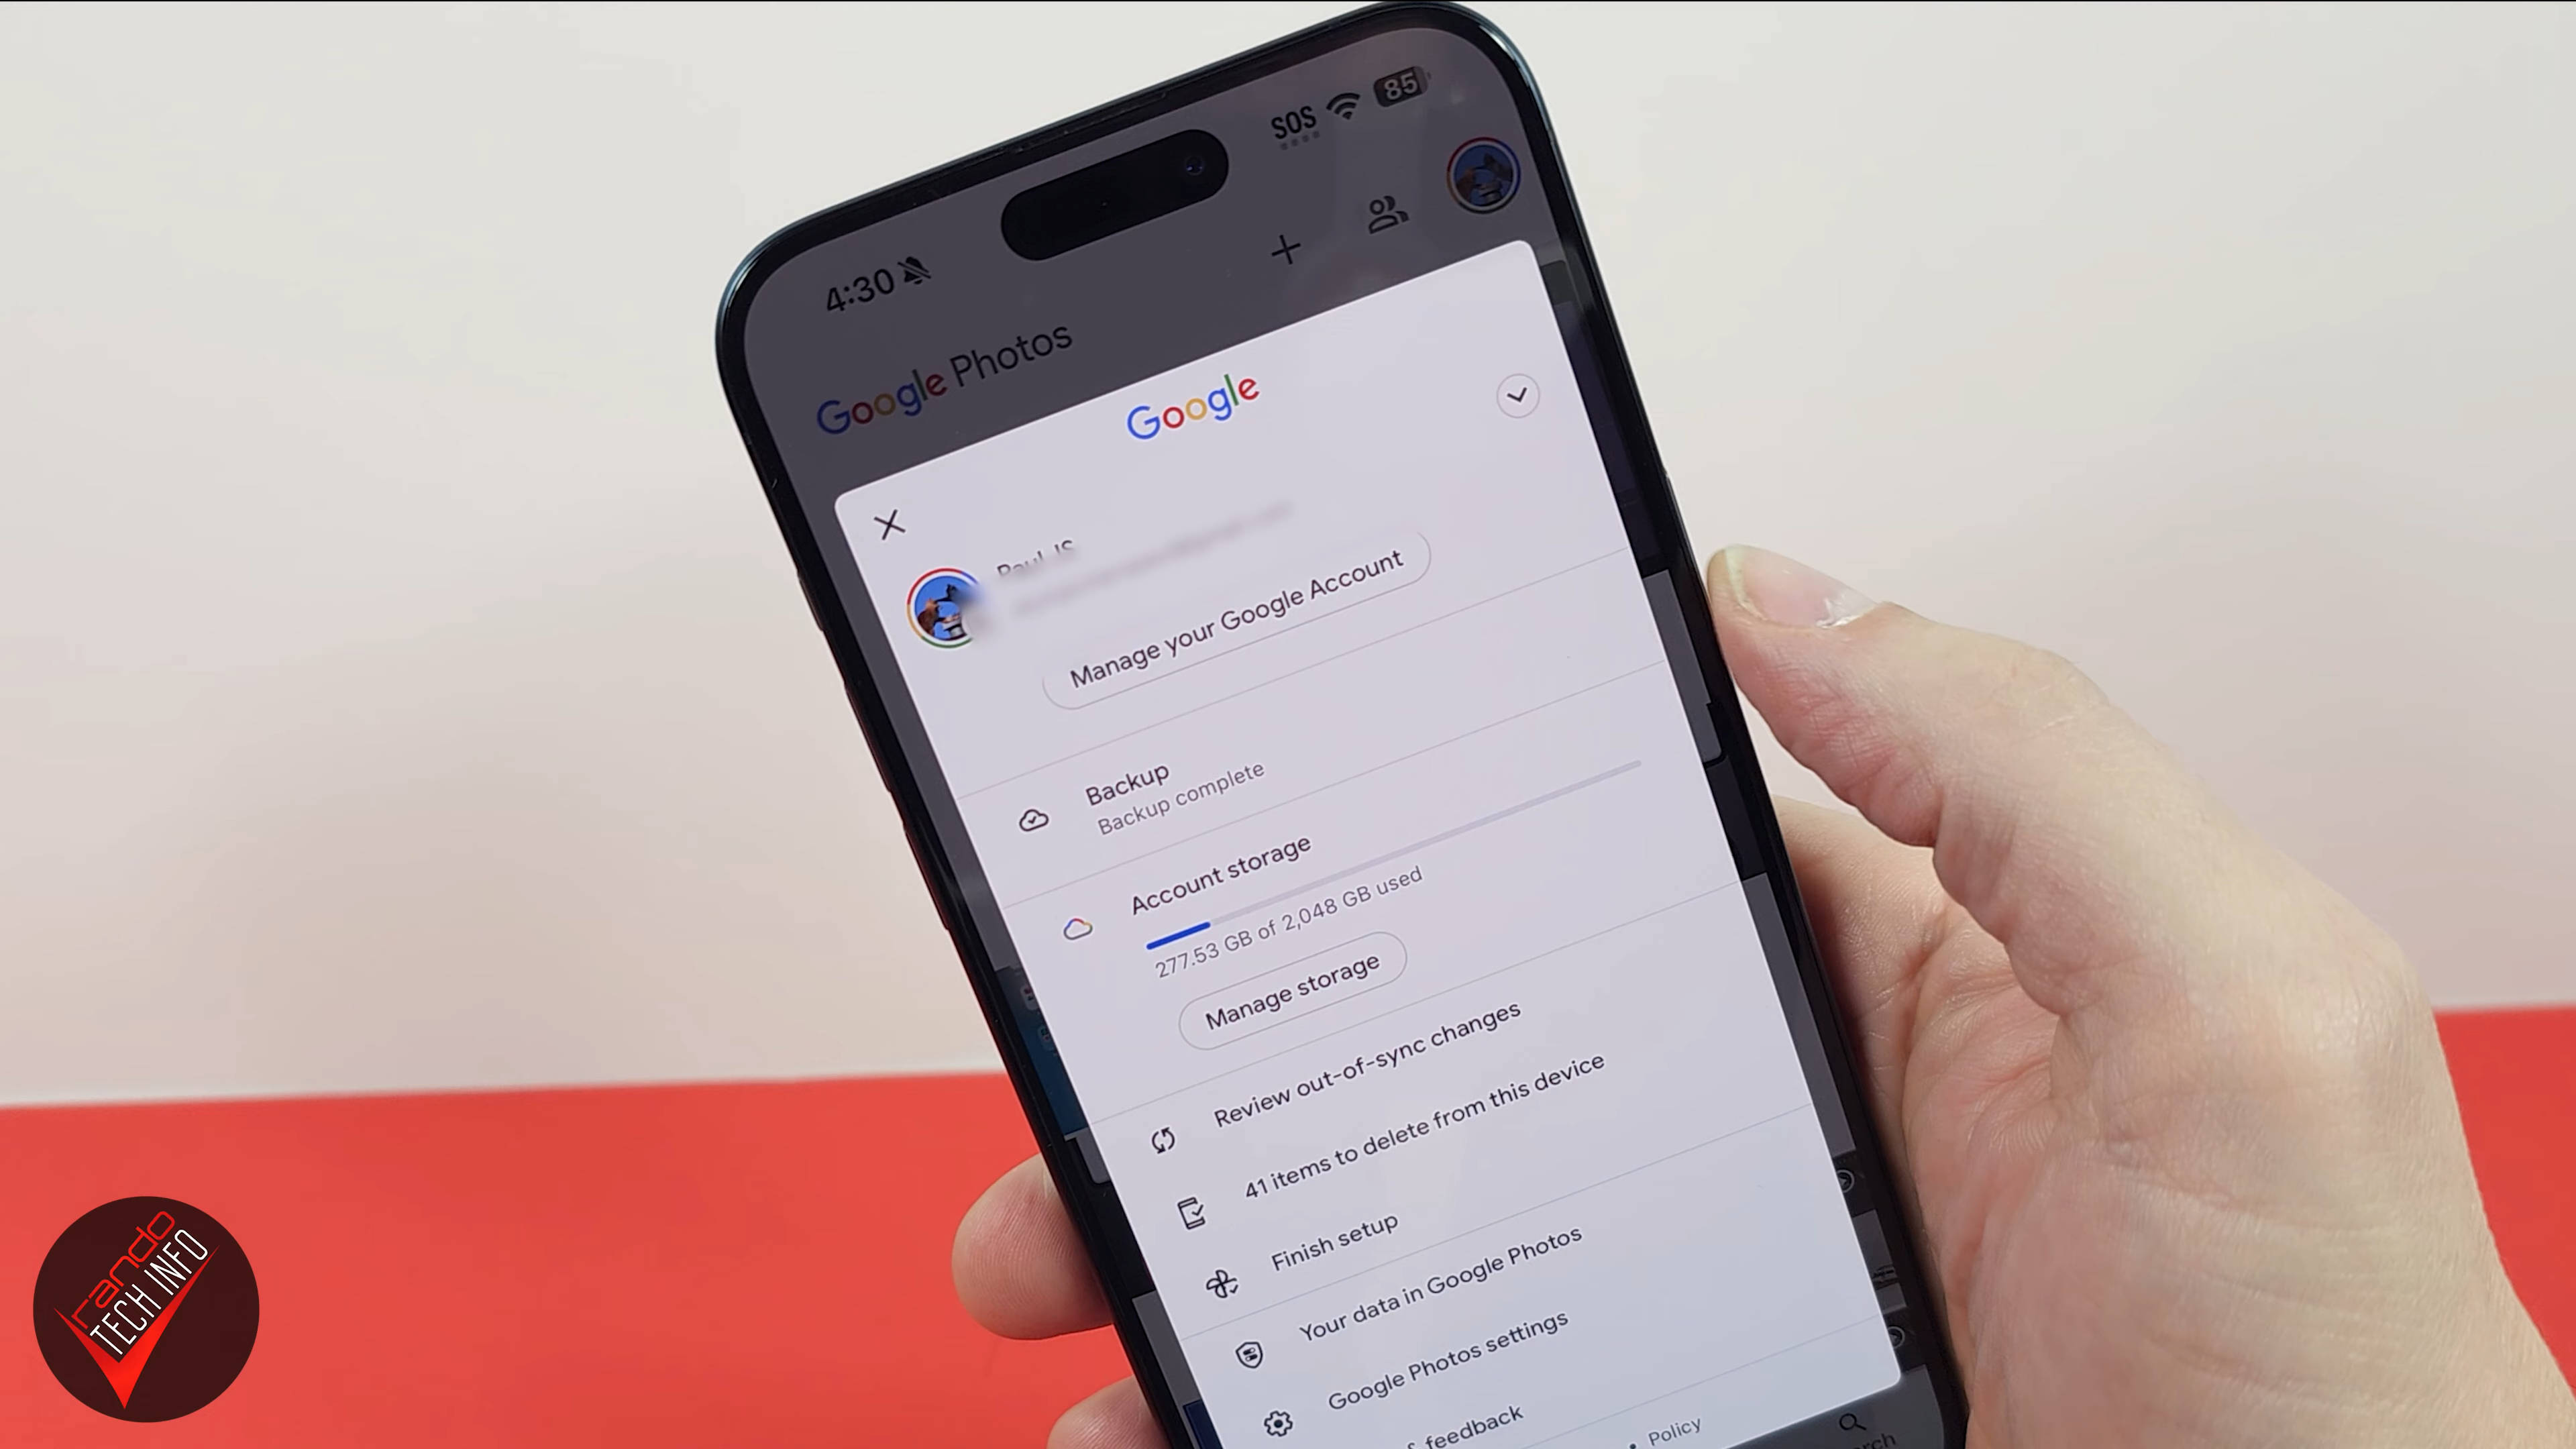 4:30
SOS
85
Google Photos
Google
Paul JS
Manage your Google Account
Backup
Backup complete
Account storage
277.53 GB of 2,048 GB used
Manage storage
Review out-of-sync changes
41 items to delete from this device
Finish setup
Your data in Google Photos
Google Photos settings
& feedback
• Policy
rando
TECH INFO